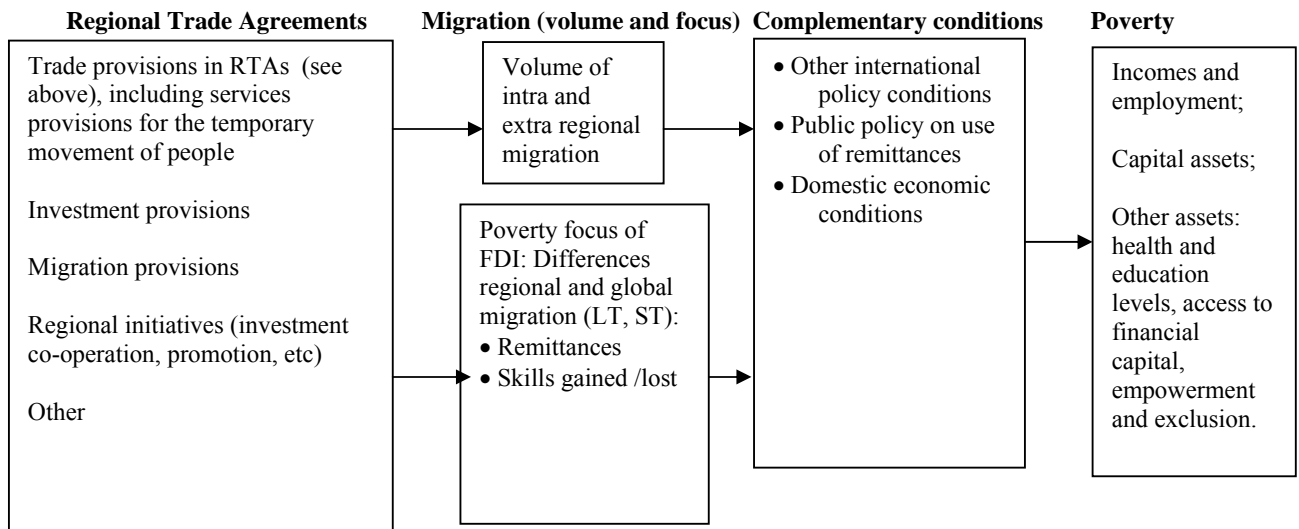 Regional Trade Agreements
Migration (volume and focus)
Complementary conditions
Poverty
Trade provisions in RTAs (see
above), including services
provisions for the temporary
movement of people
Investment provisions
Migration provisions
Regional initiatives (investment
co-operation, promotion, etc)
Other
Volume of
intra and
extra regional
migration
Poverty focus of
FDI: Differences
regional and global
migration (LT, ST):
• Remittances
• Skills gained /lost
• Other international
policy conditions
• Public policy on use
of remittances
• Domestic economic
conditions
Incomes and
employment;
Capital assets;
Other assets:
health and
education
levels, access to
financial
capital,
empowerment
and exclusion.